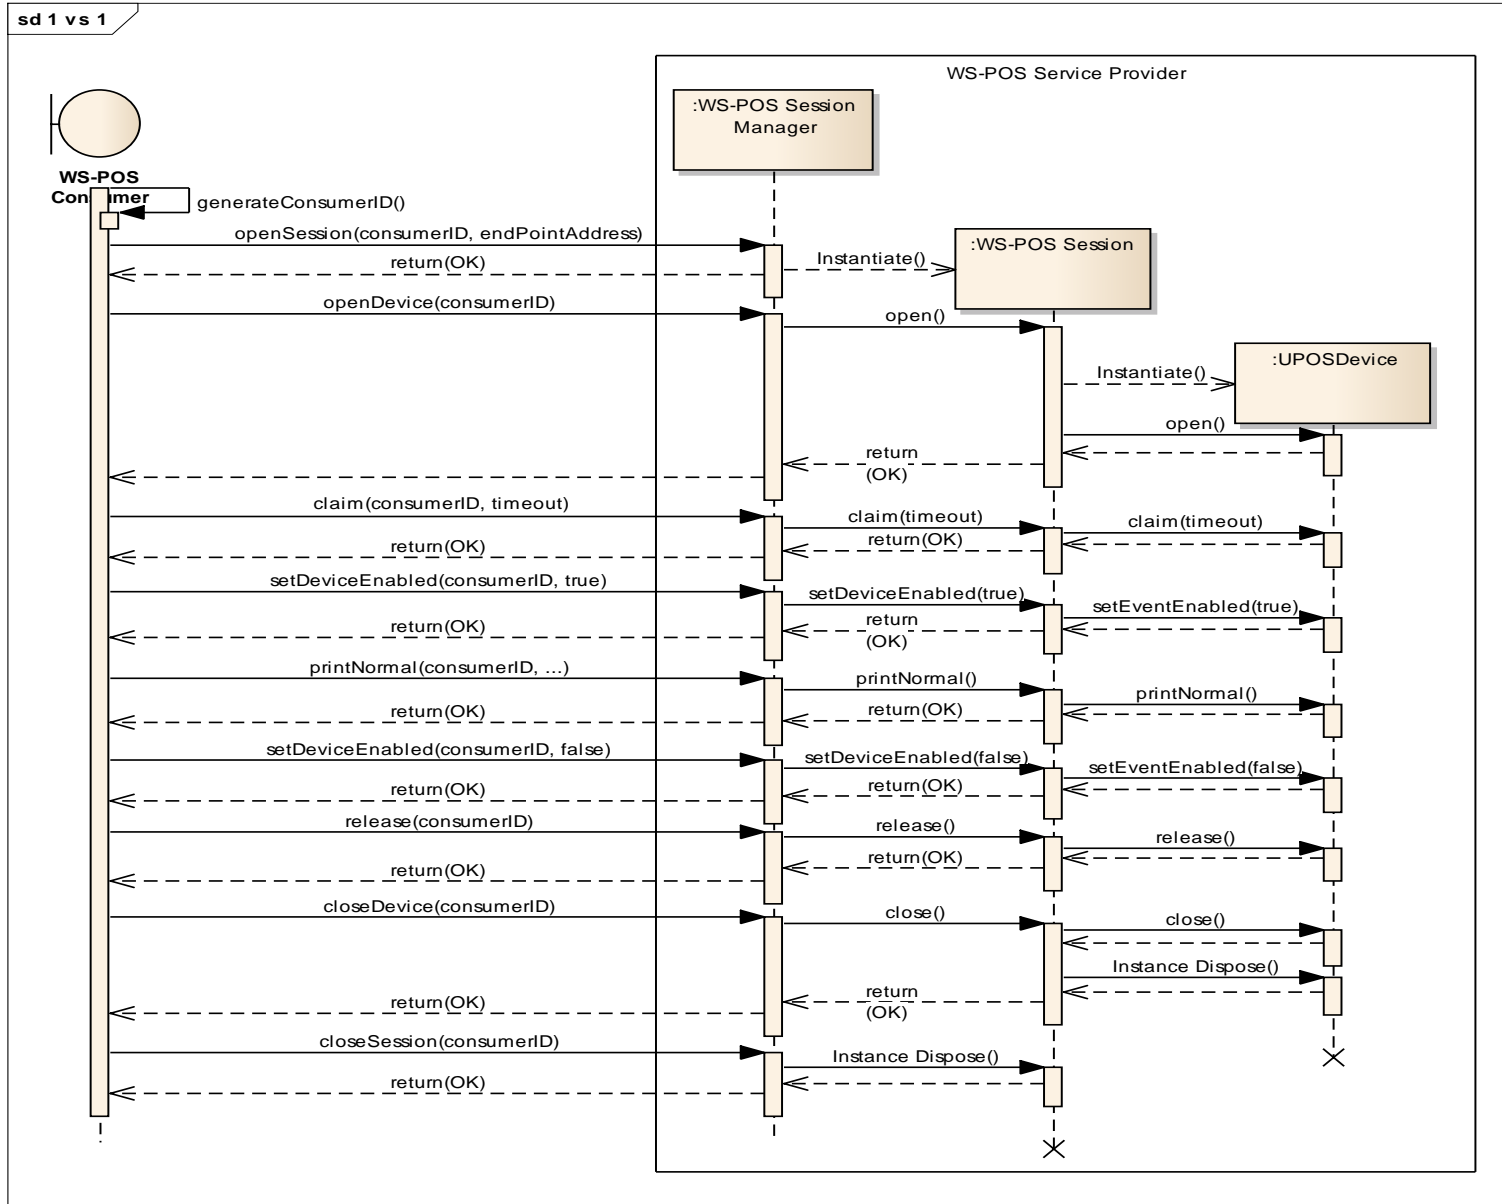 sd 1 vs 1
WS-POS Service Provider
:WS-POS Session
Manager
WS-POS
Consumer
generateConsumerID()
openSession(consumerID, endPointAddress)
:WS-POS Session
Instantiate()
return(OK)
openDevice(consumerID)
open()
:UPOSDevice
Instantiate()
open()
return
(OK)
claim(consumerID, timeout)
claim(timeout)
claim(timeout)
return(OK)
return(OK)
setDeviceEnabled(consumerID, true)
setDeviceEnabled(true)
setEventEnabled(true)
return(OK)
return
(OK)
printNormal(consumerID, ...)
printNormal()
printNormal()
return(OK)
return(OK)
setDeviceEnabled(consumerID, false)
setDeviceEnabled(false)
setEventEnabled(false)
return(OK)
return(OK)
release(consumerID)
release()
release()
return(OK)
return(OK)
closeDevice(consumerID)
close()
close()
Instance Dispose()
return(OK)
return
(OK)
closeSession(consumerID)
Instance Dispose()
return(OK)